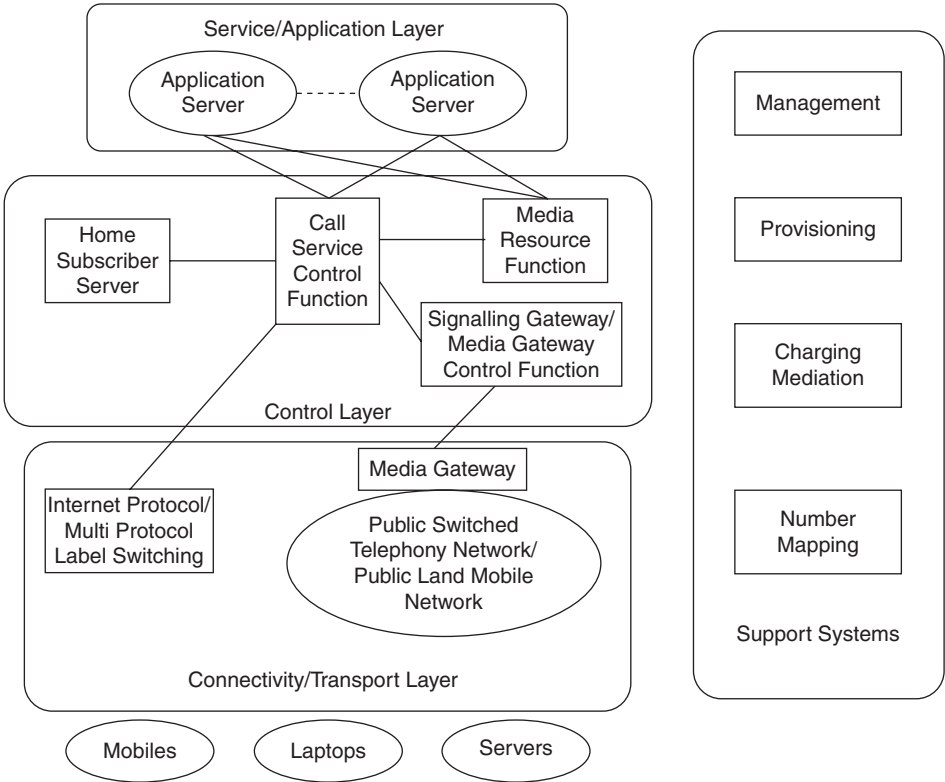 Service/Application Layer
Application
Server
Application
Server
Home
Subscriber
Server
Call
Service
Control
Function
Media
Resource
Function
Signalling Gateway/
Media Gateway
Control Function
Control Layer
Media Gateway
Internet Protocol/
Multi Protocol
Label Switching
Public Switched
Telephony Network/
Public Land Mobile
Network
Connectivity/Transport Layer
Mobiles
Laptops
Servers
Management
Provisioning
Charging
Mediation
Number
Mapping
Support Systems